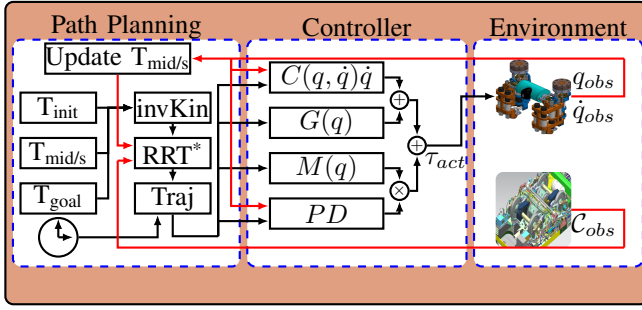 Path Planning
Controller
Environment
Update T_mid/s
T_init
T_mid/s
T_goal
invKin
RRT*
Traj
C(q, q̇)q̇
G(q)
M(q)
PD
+
+
×
τ_act
q_obs
q̇_obs
𝒞_obs